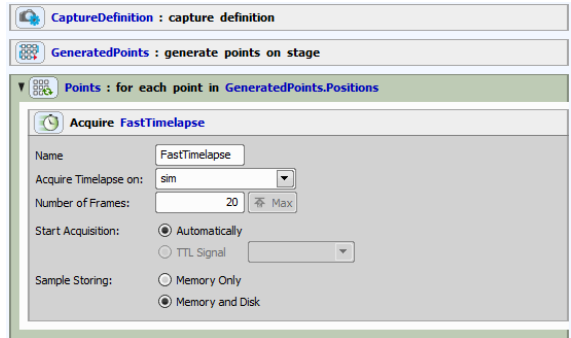 CaptureDefinition : capture definition
GeneratedPoints : generate points on stage
Points : for each point in GeneratedPoints.Positions
Acquire FastTimelapse
Name FastTimelapse
Acquire Timelapse on: sim
Number of Frames: 20 Max
Start Acquisition: Automatically
TTL Signal
Sample Storing: Memory Only
Memory and Disk